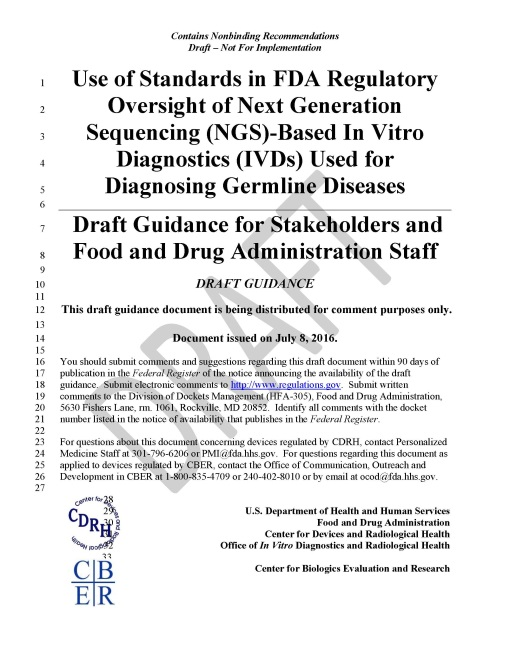 Contains Nonbinding Recommendations
Draft – Not For Implementation
1 Use of Standards in FDA Regulatory
2 Oversight of Next Generation
3 Sequencing (NGS)-Based In Vitro
4 Diagnostics (IVDs) Used for
5 Diagnosing Germline Diseases
6
7 Draft Guidance for Stakeholders and
8 Food and Drug Administration Staff
9
10 DRAFT GUIDANCE
11
12 This draft guidance document is being distributed for comment purposes only.
13
14 Document issued on July 8, 2016.
15
16 You should submit comments and suggestions regarding this draft document within 90 days of
17 publication in the Federal Register of the notice announcing the availability of the draft
18 guidance. Submit electronic comments to http://www.regulations.gov. Submit written
19 comments to the Division of Dockets Management (HFA-305), Food and Drug Administration,
20 5630 Fishers Lane, rm. 1061, Rockville, MD 20852. Identify all comments with the docket
21 number listed in the notice of availability that publishes in the Federal Register.
22
23 For questions about this document concerning devices regulated by CDRH, contact Personalized
24 Medicine Staff at 301-796-6206 or PMI@fda.hhs.gov. For questions regarding this document as
25 applied to devices regulated by CBER, contact the Office of Communication, Outreach and
26 Development in CBER at 1-800-835-4709 or 240-402-8010 or by email at ocod@fda.hhs.gov.
27
DRAFT
28
29
Center for
CDRH
33
U.S. Department of Health and Human Services
Food and Drug Administration
Center for Devices and Radiological Health
Office of In Vitro Diagnostics and Radiological Health
CB
ER
Center for Biologics Evaluation and Research